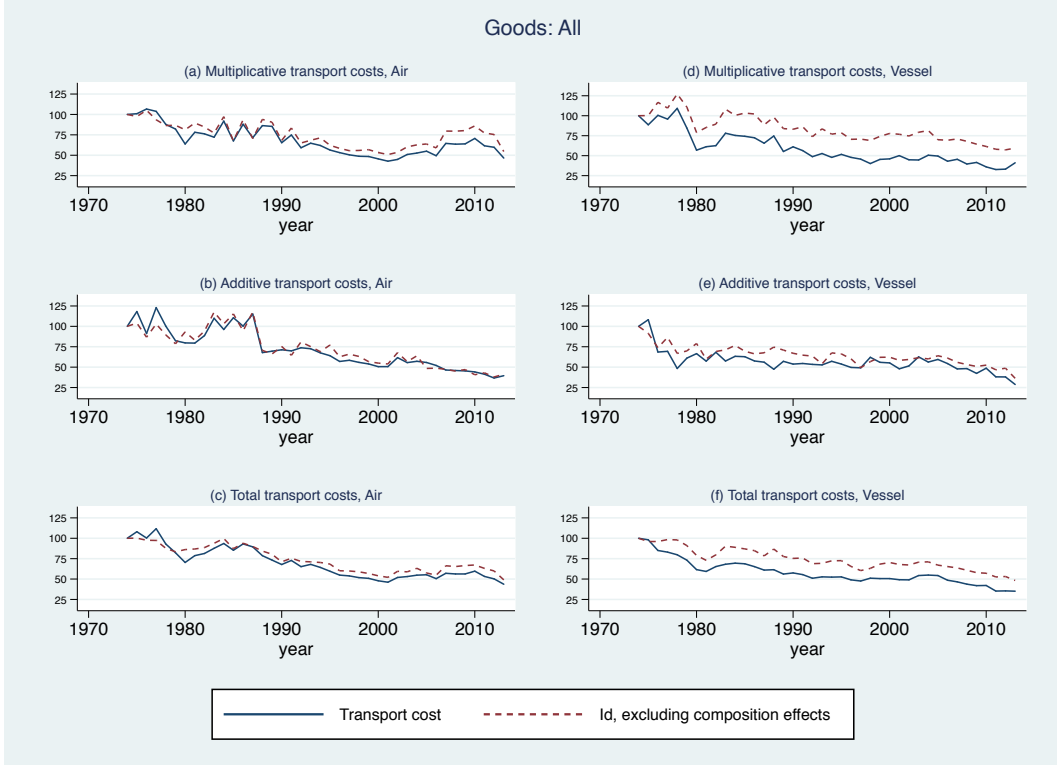 Goods: All
(a) Multiplicative transport costs, Air
125
100
75
50
25
1970 1980 1990 2000 2010
year
(d) Multiplicative transport costs, Vessel
125
100
75
50
25
1970 1980 1990 2000 2010
year
(b) Additive transport costs, Air
125
100
75
50
25
1970 1980 1990 2000 2010
year
(e) Additive transport costs, Vessel
125
100
75
50
25
1970 1980 1990 2000 2010
year
(c) Total transport costs, Air
125
100
75
50
25
1970 1980 1990 2000 2010
year
(f) Total transport costs, Vessel
125
100
75
50
25
1970 1980 1990 2000 2010
year
Transport cost Id, excluding composition effects